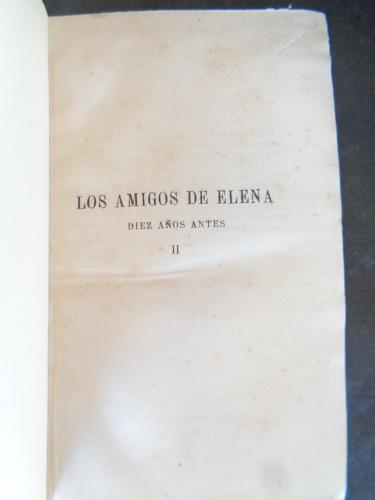 LOS AMIGOS DE ELENA
DIEZ AÑOS ANTES
II